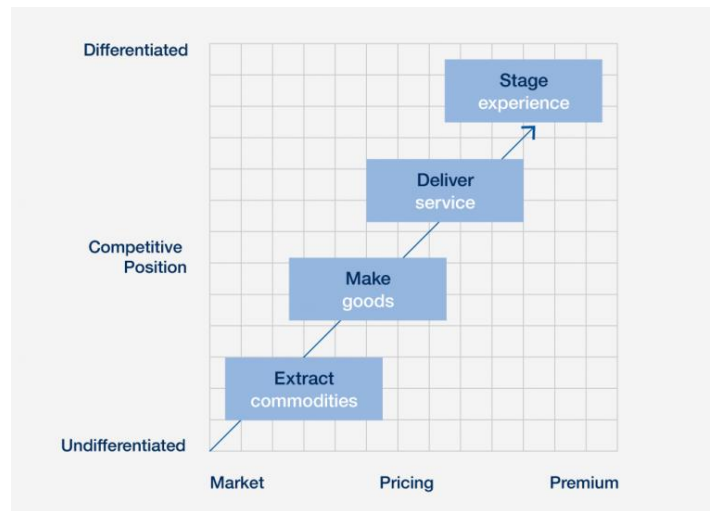 Differentiated
Stage
experience
Deliver
service
Competitive
Position
Make
goods
Extract
commodities
Undifferentiated
Market
Pricing
Premium